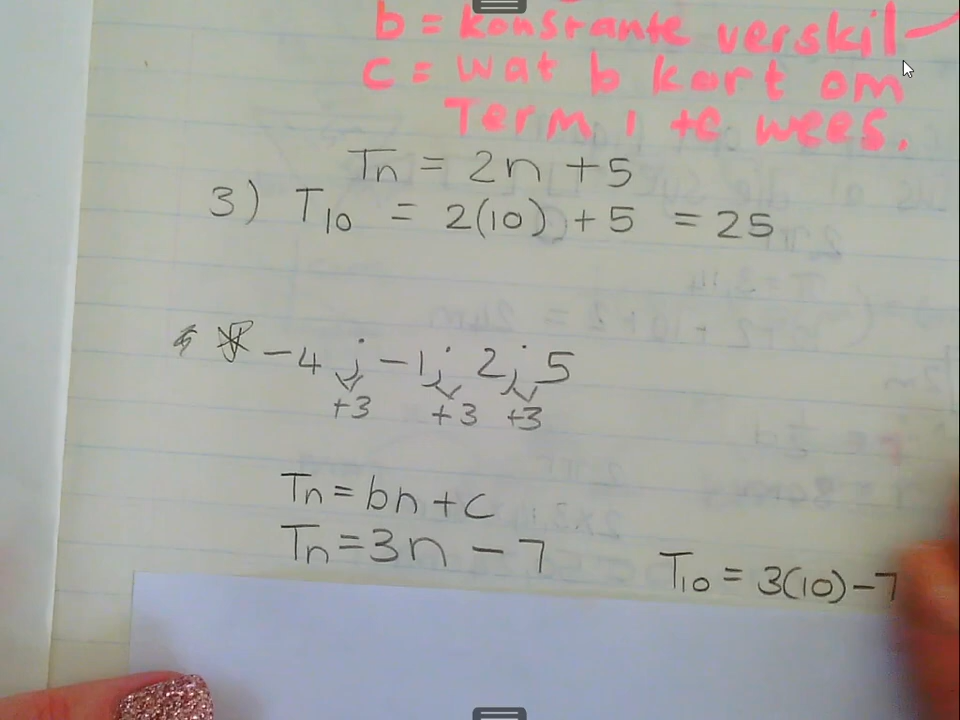 b = konstante verskil
c = wat b kort om
Term 1 te wees.
Tn = 2n + 5
3) T10 = 2(10) + 5 = 25
-4 ; -1 ; 2 ; 5
+3 +3 +3
Tn = bn + c
Tn = 3n - 7
T10 = 3(10) - 7